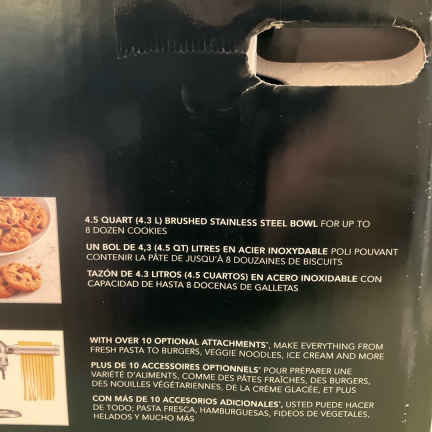 4.5 QUART (4.3 L) BRUSHED STAINLESS STEEL BOWL FOR UP TO
8 DOZEN COOKIES
UN BOL DE 4,3 (4.5 QT) LITRES EN ACIER INOXYDABLE POLI POUVANT
CONTENIR LA PÂTE DE JUSQU'À 8 DOUZAINES DE BISCUITS
TAZÓN DE 4.3 LITROS (4.5 CUARTOS) EN ACERO INOXIDABLE CON
CAPACIDAD DE HASTA 8 DOCENAS DE GALLETAS
WITH OVER 10 OPTIONAL ATTACHMENTS*, MAKE EVERYTHING FROM
FRESH PASTA TO BURGERS, VEGGIE NOODLES, ICE CREAM AND MORE
PLUS DE 10 ACCESSOIRES OPTIONNELS* POUR PRÉPARER UNE
VARIÉTÉ D'ALIMENTS, COMME DES PÂTES FRAÎCHES, DES BURGERS,
DES NOUILLES VÉGÉTARIENNES, DE LA CRÈME GLACÉE, ET PLUS
CON MÁS DE 10 ACCESORIOS ADICIONALES*, USTED PUEDE HACER
DE TODO; PASTA FRESCA, HAMBURGUESAS, FIDEOS DE VEGETALES,
HELADOS Y MUCHO MÁS